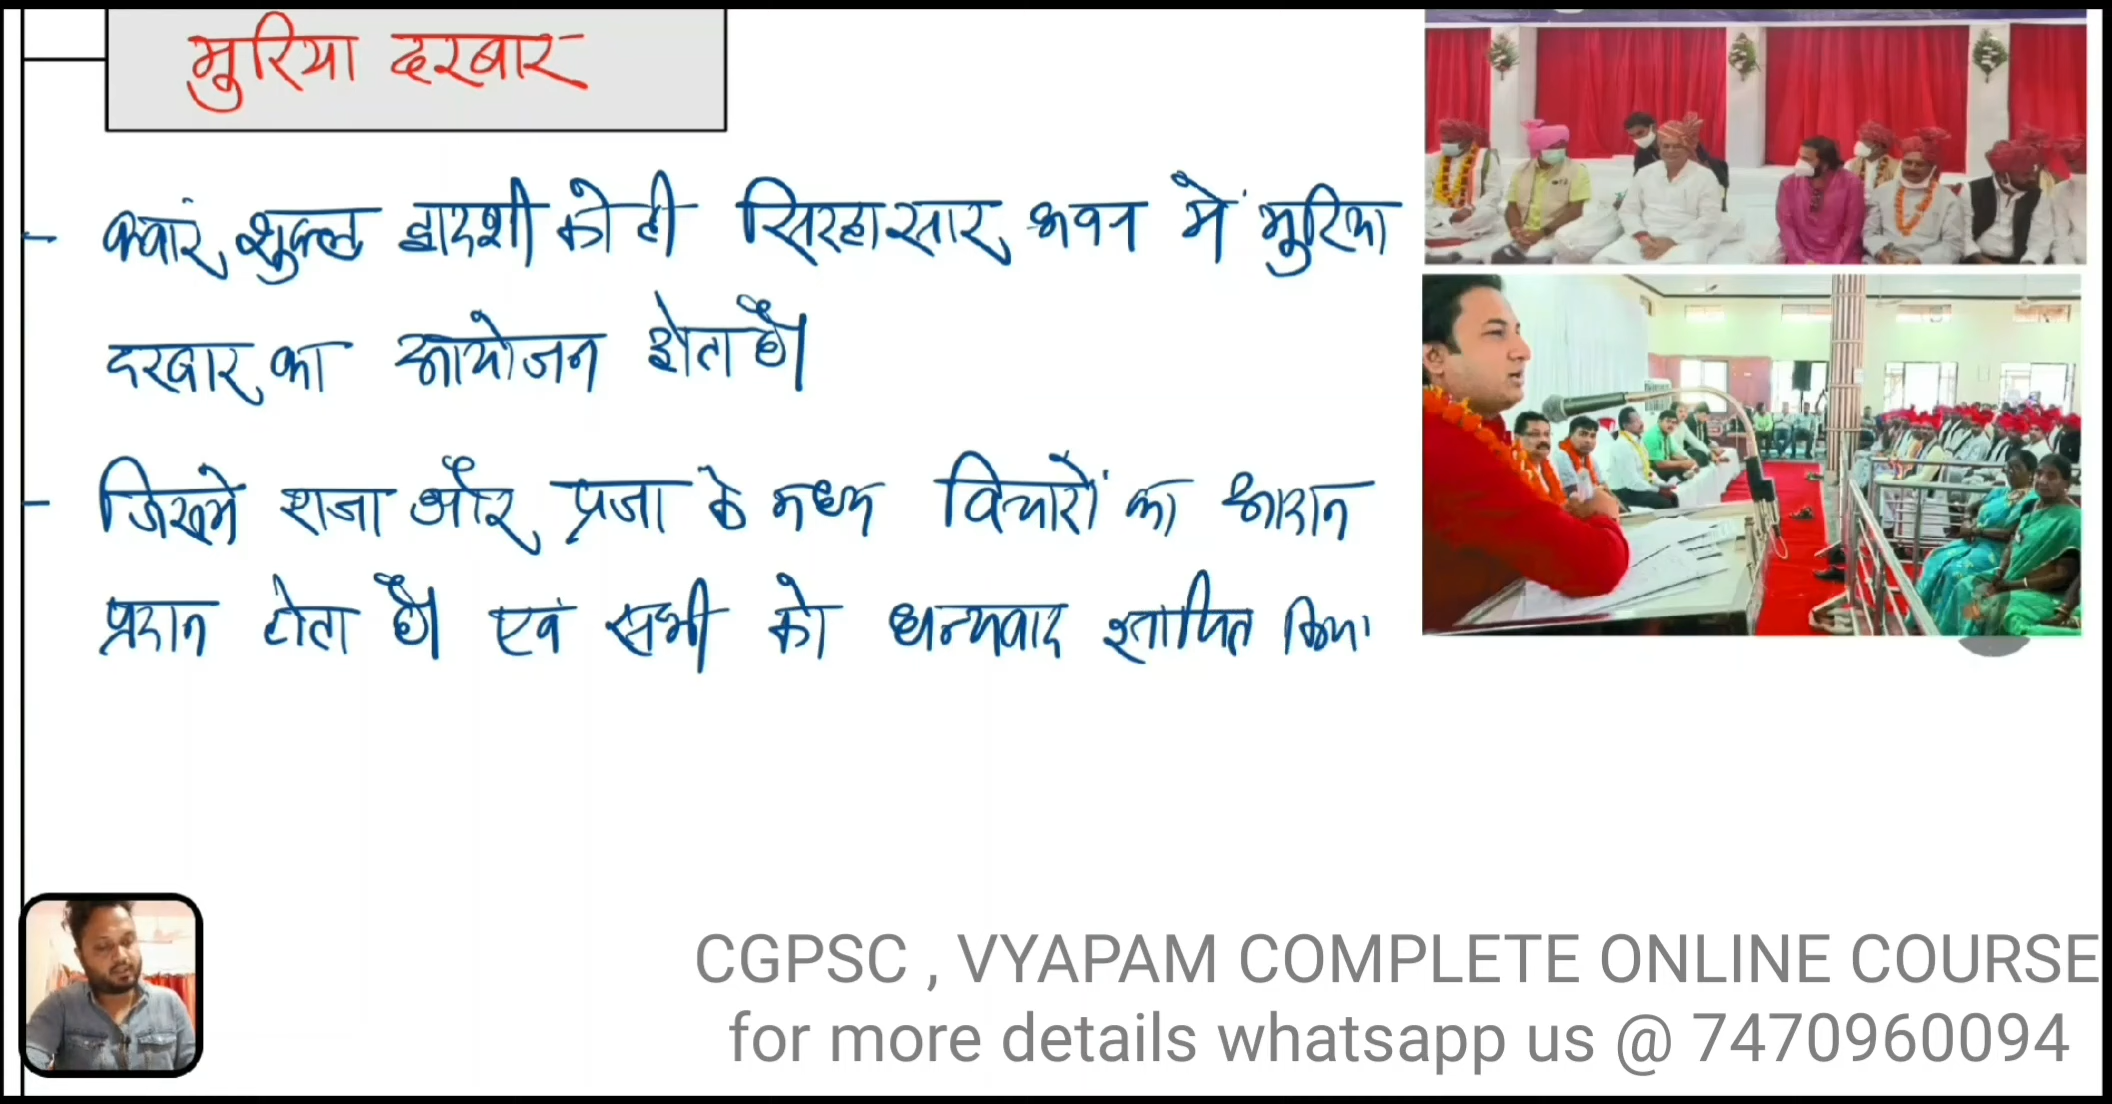 मुरिया दरबार
- क्वांर शुक्ल द्वादशी को ही सिरहासार भवन में मुरिया
दरबार का आयोजन होता है।
- जिसमे राजा और प्रजा के मध्य विचारों का आदान
प्रदान होता है। एवं सभी को धन्यवाद ज्ञापित किया
CGPSC , VYAPAM COMPLETE ONLINE COURSE
for more details whatsapp us @ 7470960094